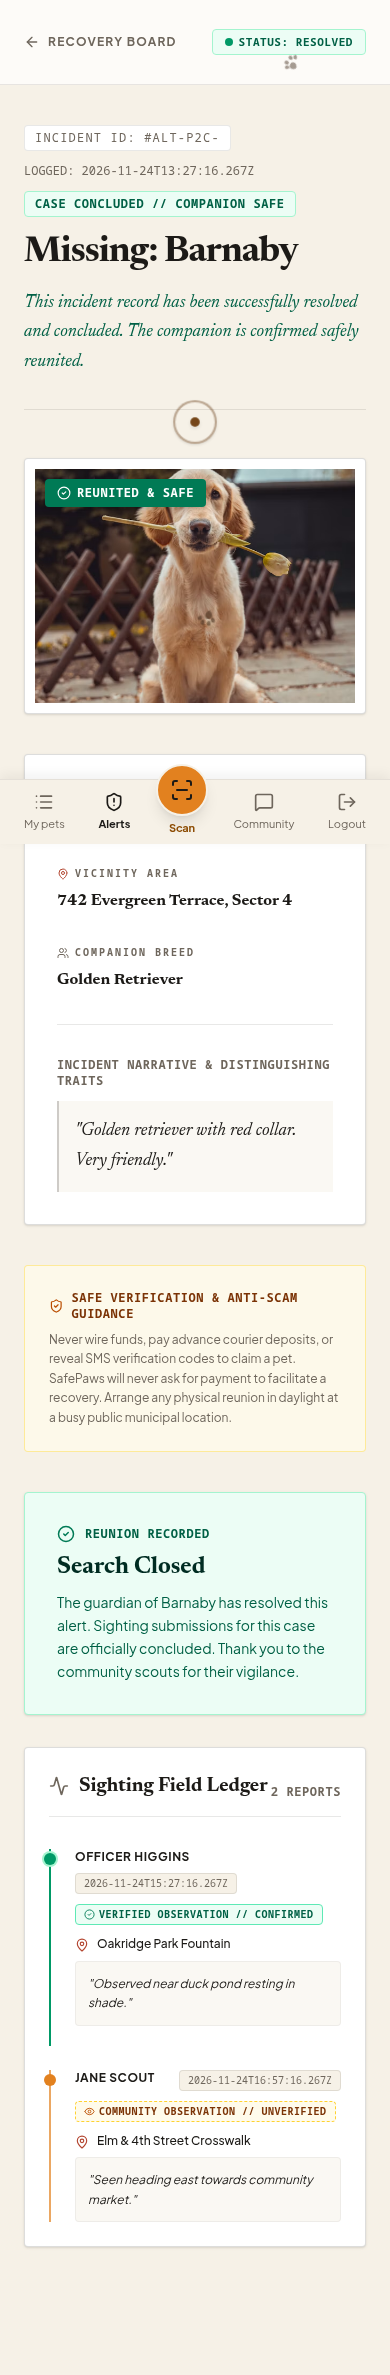 RECOVERY BOARD
STATUS: RESOLVED
INCIDENT ID: #ALT-P2C-
LOGGED: 2026-11-24T13:27:16.267Z
CASE CONCLUDED // COMPANION SAFE
Missing: Barnaby
This incident record has been successfully resolved
and concluded. The companion is confirmed safely
reunited.
REUNITED & SAFE
My pets
Alerts
Scan
Community
Logout
VICINITY AREA
742 Evergreen Terrace, Sector 4
COMPANION BREED
Golden Retriever
INCIDENT NARRATIVE & DISTINGUISHING
TRAITS
"Golden retriever with red collar.
Very friendly."
SAFE VERIFICATION & ANTI-SCAM
GUIDANCE
Never wire funds, pay advance courier deposits, or
reveal SMS verification codes to claim a pet.
SafePaws will never ask for payment to facilitate a
recovery. Arrange any physical reunion in daylight at
a busy public municipal location.
REUNION RECORDED
Search Closed
The guardian of Barnaby has resolved this
alert. Sighting submissions for this case
are officially concluded. Thank you to the
community scouts for their vigilance.
Sighting Field Ledger
2 REPORTS
OFFICER HIGGINS
2026-11-24T15:27:16.267Z
VERIFIED OBSERVATION // CONFIRMED
Oakridge Park Fountain
"Observed near duck pond resting in
shade."
JANE SCOUT
2026-11-24T16:57:16.267Z
COMMUNITY OBSERVATION // UNVERIFIED
Elm & 4th Street Crosswalk
"Seen heading east towards community
market."